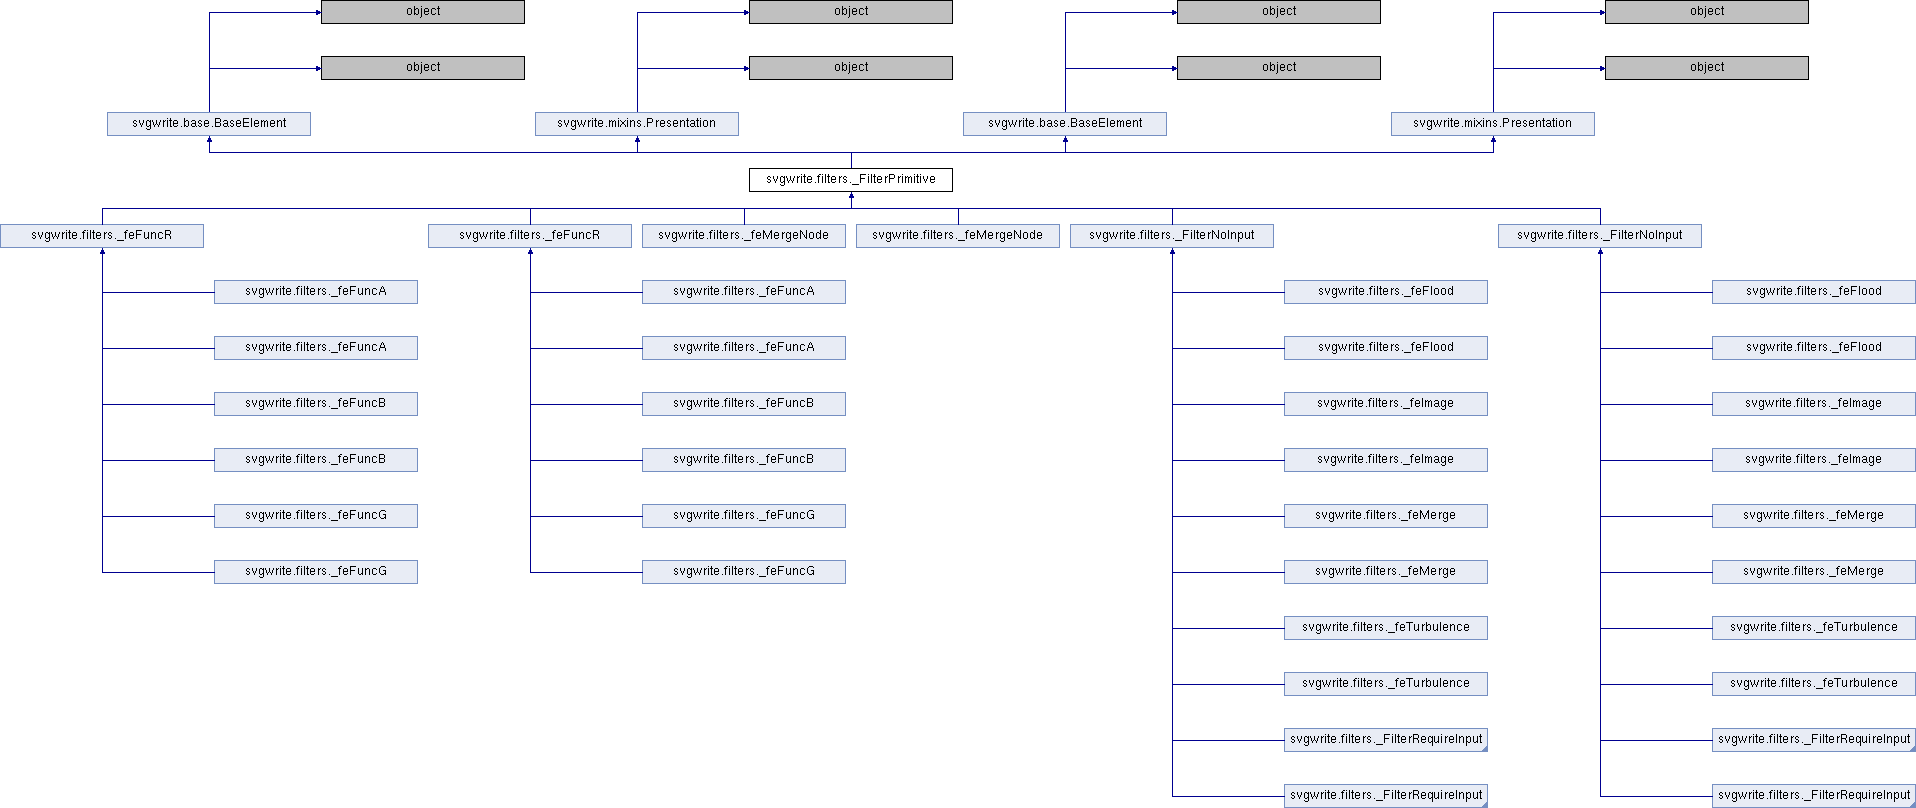 object object object object
object object object object
svgwrite.base.BaseElement svgwrite.mixins.Presentation svgwrite.base.BaseElement svgwrite.mixins.Presentation
svgwrite.filters._FilterPrimitive
svgwrite.filters._feFuncR svgwrite.filters._feFuncR svgwrite.filters._feMergeNode svgwrite.filters._feMergeNode svgwrite.filters._FilterNoInput svgwrite.filters._FilterNoInput
svgwrite.filters._feFuncA svgwrite.filters._feFuncA svgwrite.filters._feFlood svgwrite.filters._feFlood
svgwrite.filters._feFuncA svgwrite.filters._feFuncA svgwrite.filters._feFlood svgwrite.filters._feFlood
svgwrite.filters._feFuncB svgwrite.filters._feFuncB svgwrite.filters._feImage svgwrite.filters._feImage
svgwrite.filters._feFuncB svgwrite.filters._feFuncB svgwrite.filters._feImage svgwrite.filters._feImage
svgwrite.filters._feFuncG svgwrite.filters._feFuncG svgwrite.filters._feMerge svgwrite.filters._feMerge
svgwrite.filters._feFuncG svgwrite.filters._feFuncG svgwrite.filters._feMerge svgwrite.filters._feMerge
svgwrite.filters._feTurbulence svgwrite.filters._feTurbulence
svgwrite.filters._feTurbulence svgwrite.filters._feTurbulence
svgwrite.filters._FilterRequireInput svgwrite.filters._FilterRequireInput
svgwrite.filters._FilterRequireInput svgwrite.filters._FilterRequireInput